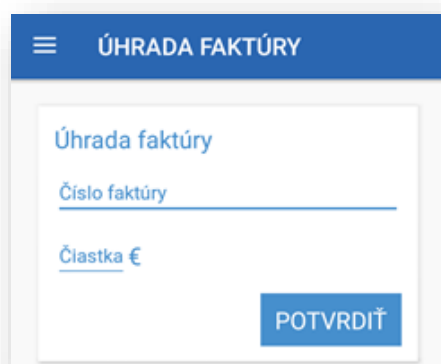 ÚHRADA FAKTÚRY
Úhrada faktúry
Číslo faktúry
Čiastka €
POTVRDIŤ